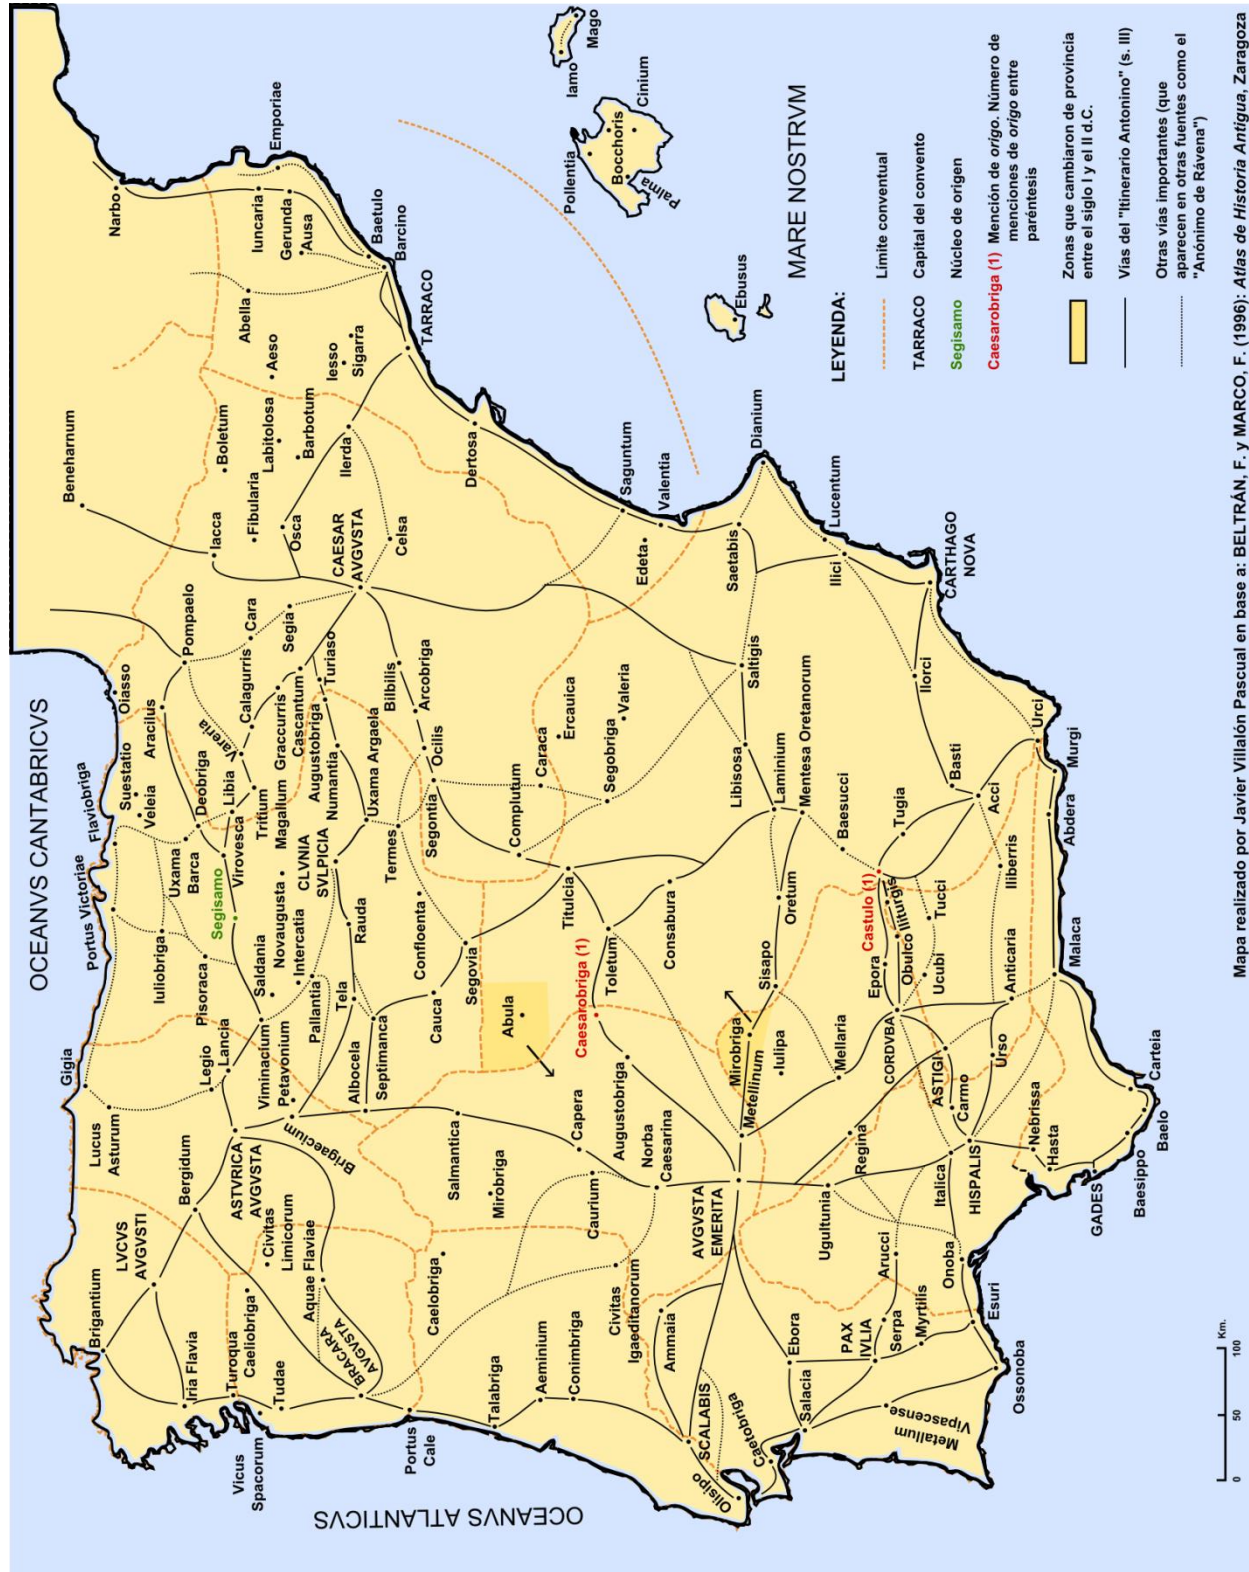 OCEANVS CANTABRICVS
OCEANVS ATLANTICVS
MARE NOSTRVM
Gigia
Lucus
Asturum
Portus Victoriae
Flaviobriga
Suestatio
Veleia
Oiasso
Aracilus
Pompaelo
Iacca
Beneharnum
Narbo
Emporiae
Iuncaria
Gerunda
Ausa
Baetulo
Barcino
TARRACO
Abella
Aeso
Iesso
Sigarra
Boletum
Labitolosa
Barbotum
Fibularia
Osca
Ilerda
Celsa
CAESAR
AVGVSTA
Cara
Segia
Vareria
Calagurris
Graccurris
Cascantum
Turiaso
Augustobriga
Numantia
Uxama Argaela
Bilbilis
Arcobriga
Ocilis
Segontia
Termes
Deobriga
Libia
Tritium
Magallum
Uxama
Barca
Virovesca
Segisamo
Iuliobriga
Pisoraca
Saldania
Novaugusta
Intercatia
CLVNIA
SVLPICIA
Rauda
Pallantia
Tela
Confloenta
Cauca
Segovia
Septimanca
Albocela
Viminacium
Petavonium
Legio
Lancia
Brigaecium
ASTVRICA
AVGVSTA
Bergidum
LVCVS
AVGVSTI
Brigantium
Iria Flavia
Turoqua
Caeliobriga
Tudae
Vicus
Spacorum
Civitas
Limicorum
Aquae Flaviae
BRACARA
AVGVSTA
Portus
Cale
Caelobriga
Talabriga
Aeminium
Conimbriga
Salmantica
Mirobriga
Capera
Caurium
Civitas
Igaeditanorum
Augustobriga
Norba
Caesarina
Abula
Caesarobriga (1)
Toletum
Titulcia
Complutum
Caraca
Ercauica
Segobriga
Valeria
Consabura
Dertosa
Saguntum
Valentia
Edeta
Saetabis
Dianium
Lucentum
Ilici
CARTHAGO
NOVA
Saltigis
Libisosa
Laminium
Mentesa Oretanorum
Oretum
Sisapo
Mirobriga
Iulipa
Metellinum
AVGVSTA
EMERITA
Ammaia
SCALABIS
Olisipo
Caetobriga
Salacia
Ebora
PAX
IVLIA
Serpa
Myrtilis
Arucci
Metallum
Vipascense
Ossonoba
Esuri
Onoba
Italica
HISPALIS
Ugultunia
Regina
Mellaria
CORDVBA
ASTIGI
Carmo
Urso
Nebrissa
Hasta
GADES
Baesippo
Baelo
Carteia
Malaca
Anticaria
Ucubi
Obulco
Epora
Iliturgis
Castulo (1)
Tucci
Iliberris
Baesucci
Tugia
Acci
Basti
Ilorci
Urci
Murgi
Abdera
Iamo
Mago
Pollentia
Bocchoris
Cinium
Palma
Ebusus
LEYENDA:
Límite conventual
TARRACO Capital del convento
Segisamo Núcleo de origen
Caesarobriga (1) Mención de origo. Número de
menciones de origo entre
paréntesis
Zonas que cambiaron de provincia
entre el siglo I y el II d.C.
Vías del "Itinerario Antonino" (s. III)
Otras vías importantes (que
aparecen en otras fuentes como el
"Anónimo de Rávena")
0 50 100 Km.
Mapa realizado por Javier Villalón Pascual en base a: BELTRÁN, F. y MARCO, F. (1996): Atlas de Historia Antigua, Zaragoza